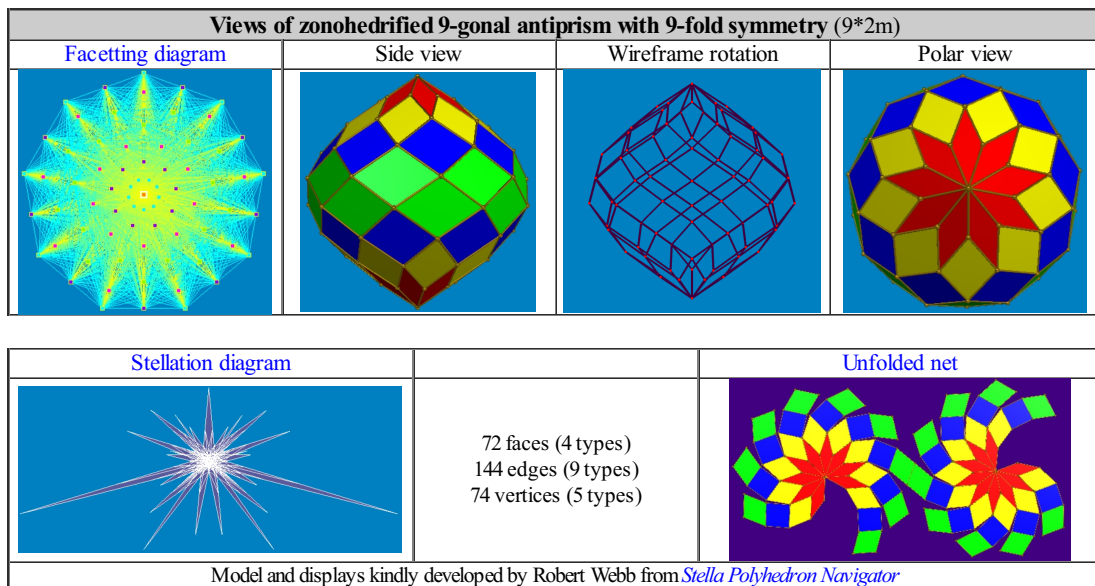 Views of zonohedrified 9-gonal antiprism with 9-fold symmetry (9*2m)
Facetting diagram
Side view
Wireframe rotation
Polar view
Stellation diagram
Unfolded net
72 faces (4 types)
144 edges (9 types)
74 vertices (5 types)
Model and displays kindly developed by Robert Webb from Stella Polyhedron Navigator